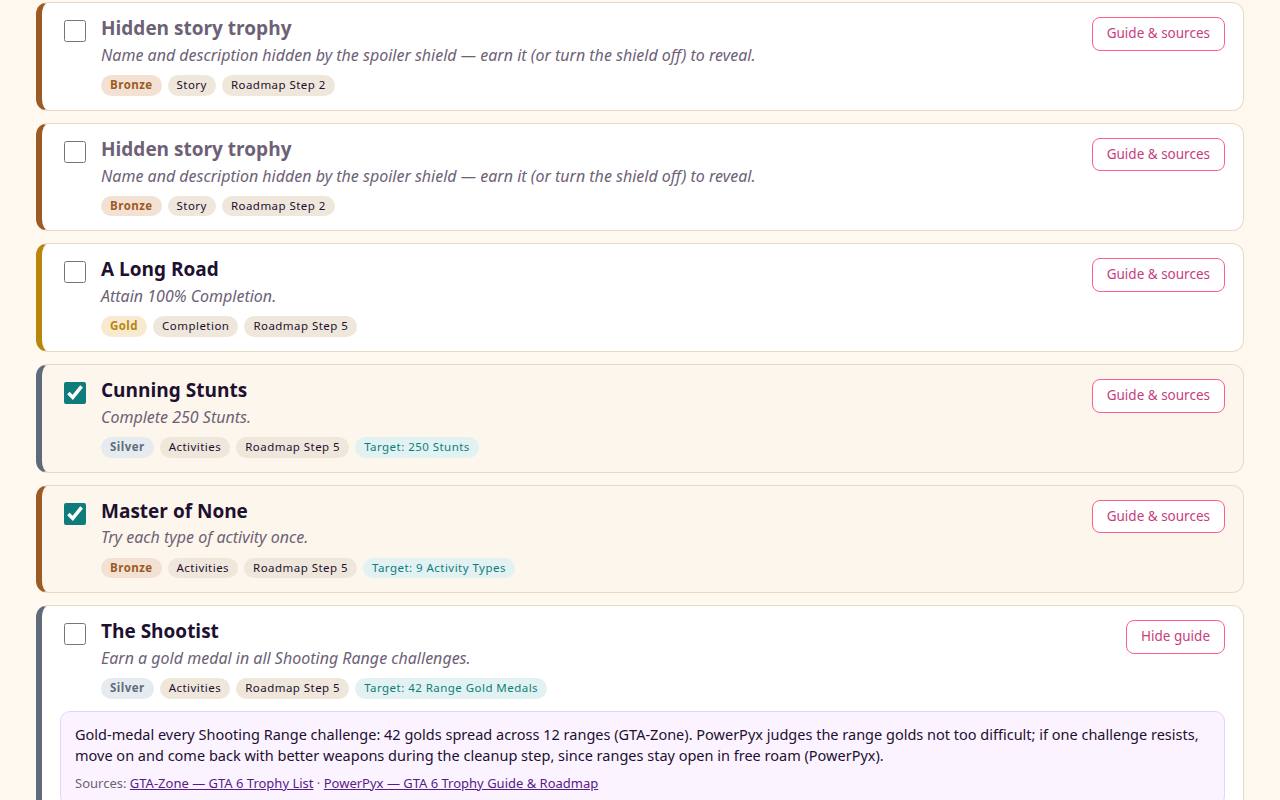 Hidden story trophy
Guide & sources
Name and description hidden by the spoiler shield — earn it (or turn the shield off) to reveal.
Bronze Story Roadmap Step 2
Hidden story trophy
Guide & sources
Name and description hidden by the spoiler shield — earn it (or turn the shield off) to reveal.
Bronze Story Roadmap Step 2
A Long Road
Guide & sources
Attain 100% Completion.
Gold Completion Roadmap Step 5
Cunning Stunts
Guide & sources
Complete 250 Stunts.
Silver Activities Roadmap Step 5 Target: 250 Stunts
Master of None
Guide & sources
Try each type of activity once.
Bronze Activities Roadmap Step 5 Target: 9 Activity Types
The Shootist
Hide guide
Earn a gold medal in all Shooting Range challenges.
Silver Activities Roadmap Step 5 Target: 42 Range Gold Medals
Gold-medal every Shooting Range challenge: 42 golds spread across 12 ranges (GTA-Zone). PowerPyx judges the range golds not too difficult; if one challenge resists,
move on and come back with better weapons during the cleanup step, since ranges stay open in free roam (PowerPyx).
Sources: GTA-Zone — GTA 6 Trophy List · PowerPyx — GTA 6 Trophy Guide & Roadmap